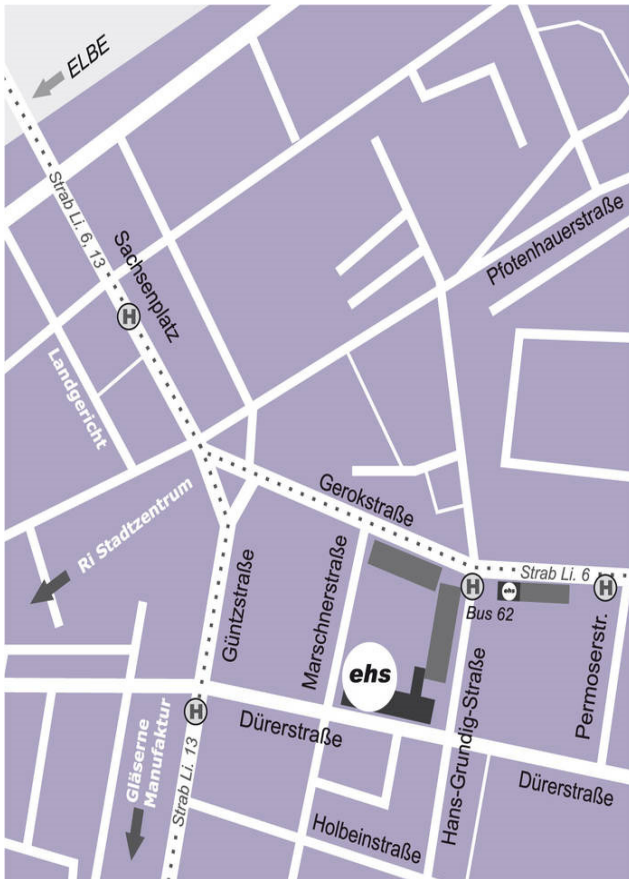 ELBE
Strab Li. 6, 13
Sachsenplatz
H
Pfotenhauerstraße
Landgericht
Gerokstraße
Ri Stadtzentrum
Güntzstraße
Marschnerstraße
Strab Li. 6
H
ehs
H
Bus 62
ehs
Permoserstr.
Hans-Grundig-Straße
H
Dürerstraße
Gläserne
Manufaktur
Strab Li. 13
Dürerstraße
Holbeinstraße